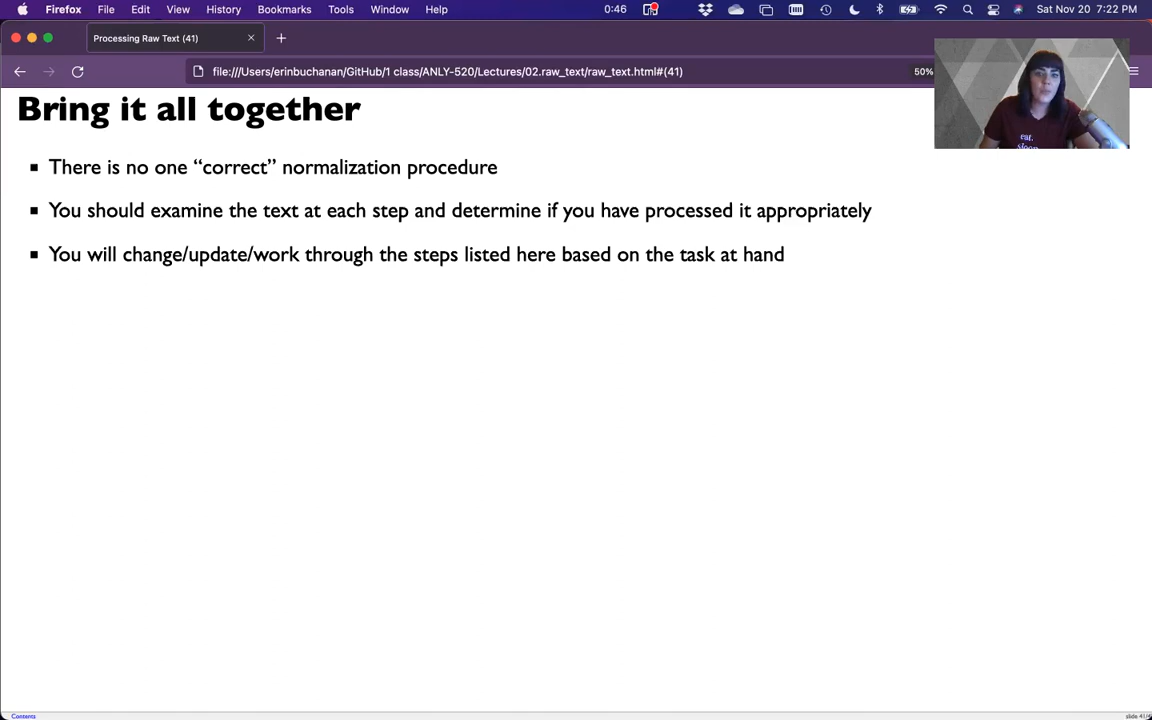 Firefox File Edit View History Bookmarks Tools Window Help 0:46 Sat Nov 20 7:22 PM
Processing Raw Text (41)
file:///Users/erinbuchanan/GitHub/1 class/ANLY-520/Lectures/02.raw_text/raw_text.html#(41) 50%
eat.
Bring it all together
There is no one “correct” normalization procedure
You should examine the text at each step and determine if you have processed it appropriately
You will change/update/work through the steps listed here based on the task at hand
Contents
slide 41/